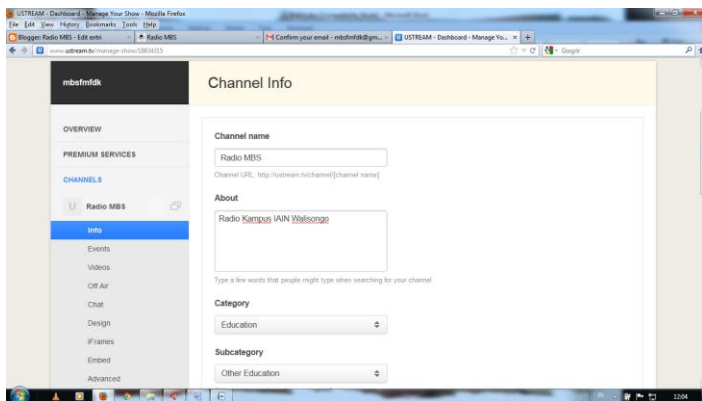 USTREAM - Dashboard - Manage Your Show - Mozilla Firefox
File Edit View History Bookmarks Tools Help
Blogger: Radio MBS - Edit entri
Radio MBS
Confirm your email - mbsfmfdk@gm...
USTREAM - Dashboard - Manage Yo...
www.ustream.tv/manage-show/18634315
Google
mbsfmfdk
Channel Info
OVERVIEW
PREMIUM SERVICES
CHANNELS
U Radio MBS
Info
Events
Videos
Off Air
Chat
Design
IFrames
Embed
Advanced
Channel name
Radio MBS
Channel URL: http://ustream.tv/channel/[channel name]
About
Radio Kampus IAIN Walisongo
Type a few words that people might type when searching for your channel
Category
Education
Subcategory
Other Education
12:04